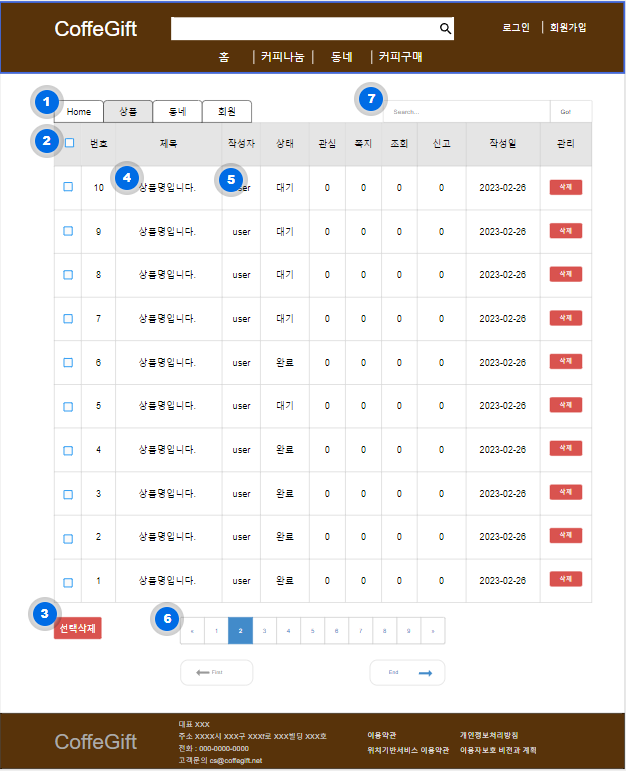 CoffeGift
로그인 | 회원가입
홈 | 커피나눔 | 동네 | 커피구매
1 Home 상품 동네 회원
7 Search... Go!
2 번호 제목 작성자 상태 관심 쪽지 조회 신고 작성일 관리
4 5
10 상품명입니다. user 대기 0 0 0 0 2023-02-26 삭제
9 상품명입니다. user 대기 0 0 0 0 2023-02-26 삭제
8 상품명입니다. user 대기 0 0 0 0 2023-02-26 삭제
7 상품명입니다. user 대기 0 0 0 0 2023-02-26 삭제
6 상품명입니다. user 완료 0 0 0 0 2023-02-26 삭제
5 상품명입니다. user 대기 0 0 0 0 2023-02-26 삭제
4 상품명입니다. user 완료 0 0 0 0 2023-02-26 삭제
3 상품명입니다. user 완료 0 0 0 0 2023-02-26 삭제
2 상품명입니다. user 완료 0 0 0 0 2023-02-26 삭제
1 상품명입니다. user 완료 0 0 0 0 2023-02-26 삭제
3 선택삭제
6 « 1 2 3 4 5 6 7 8 9 »
First End
CoffeGift
대표 XXX
주소 XXXX시 XXX구 XXX로 XXX빌딩 XXX호
전화 : 000-0000-0000
고객문의 cs@coffegift.net
이용약관 개인정보처리방침
위치기반서비스 이용약관 이용자보호 비전과 계획